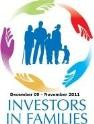 December 09 - November 2011
INVESTORS
IN FAMILIES